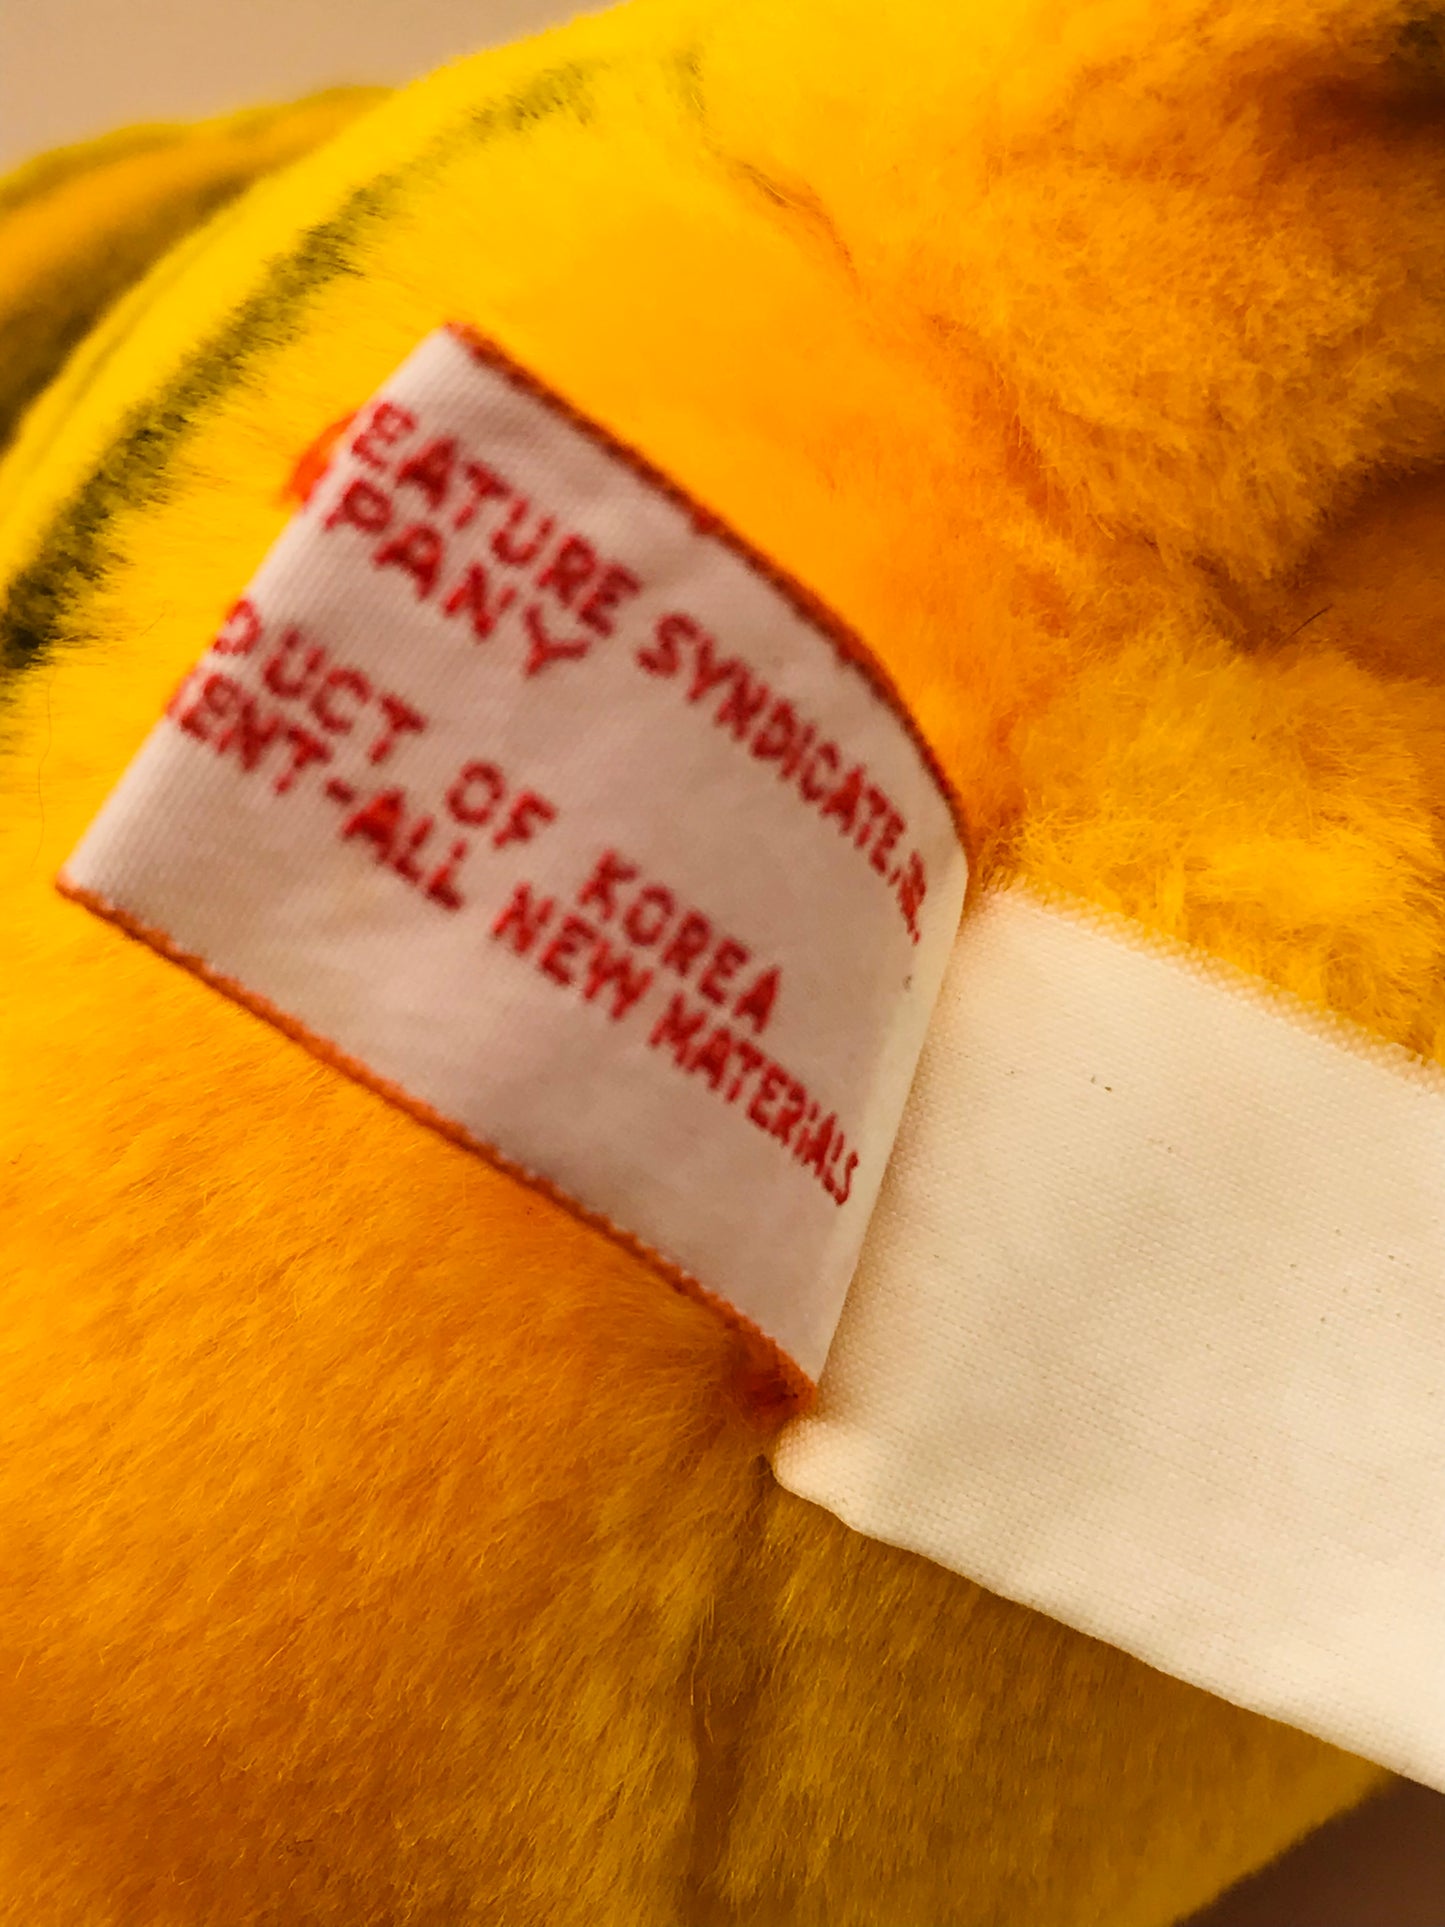 EATURE SYNDICATE,
PANY
DUCT OF KOREA
ENT-ALL NEW MATERIALS